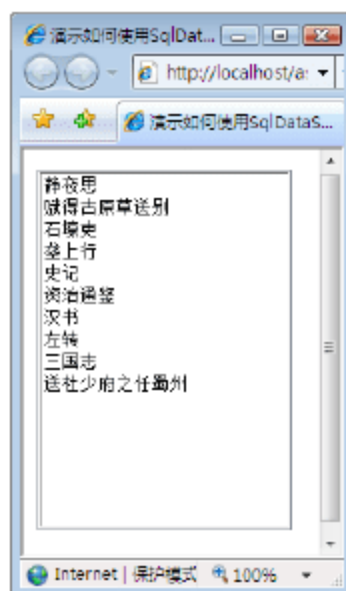 演示如何使用SqlDat...
http://localhost/a
演示如何使用SqlDataS...
静夜思
赋得古原草送别
石壕吏
垄上行
史记
资治通鉴
汉书
左转
三国志
送杜少府之任蜀州
Internet | 保护模式 100%